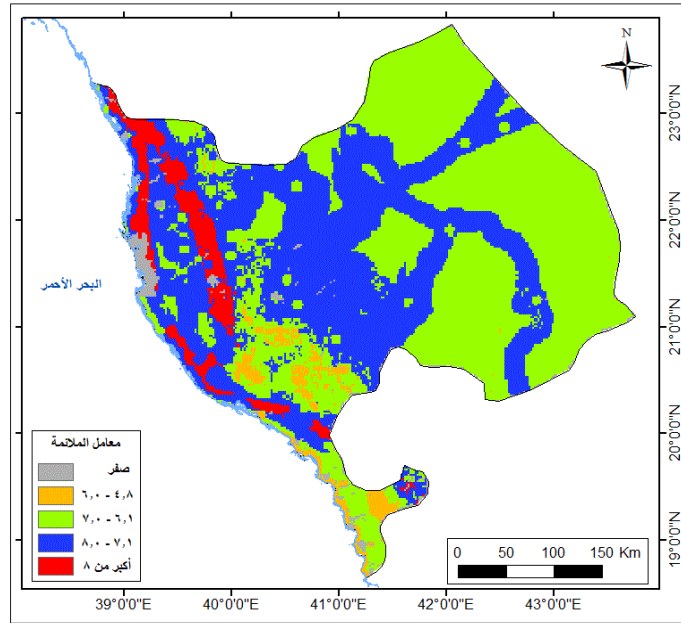 N
23°0'0"N
22°0'0"N
21°0'0"N
20°0'0"N
19°0'0"N
البحر الأحمر
معامل الملائمة
صفر
٤,٨ - ٦,٠
٦,١ - ٧,٠
٧,١ - ٨,٠
أكبر من ٨
0 50 100 150 Km
39°0'0"E 40°0'0"E 41°0'0"E 42°0'0"E 43°0'0"E